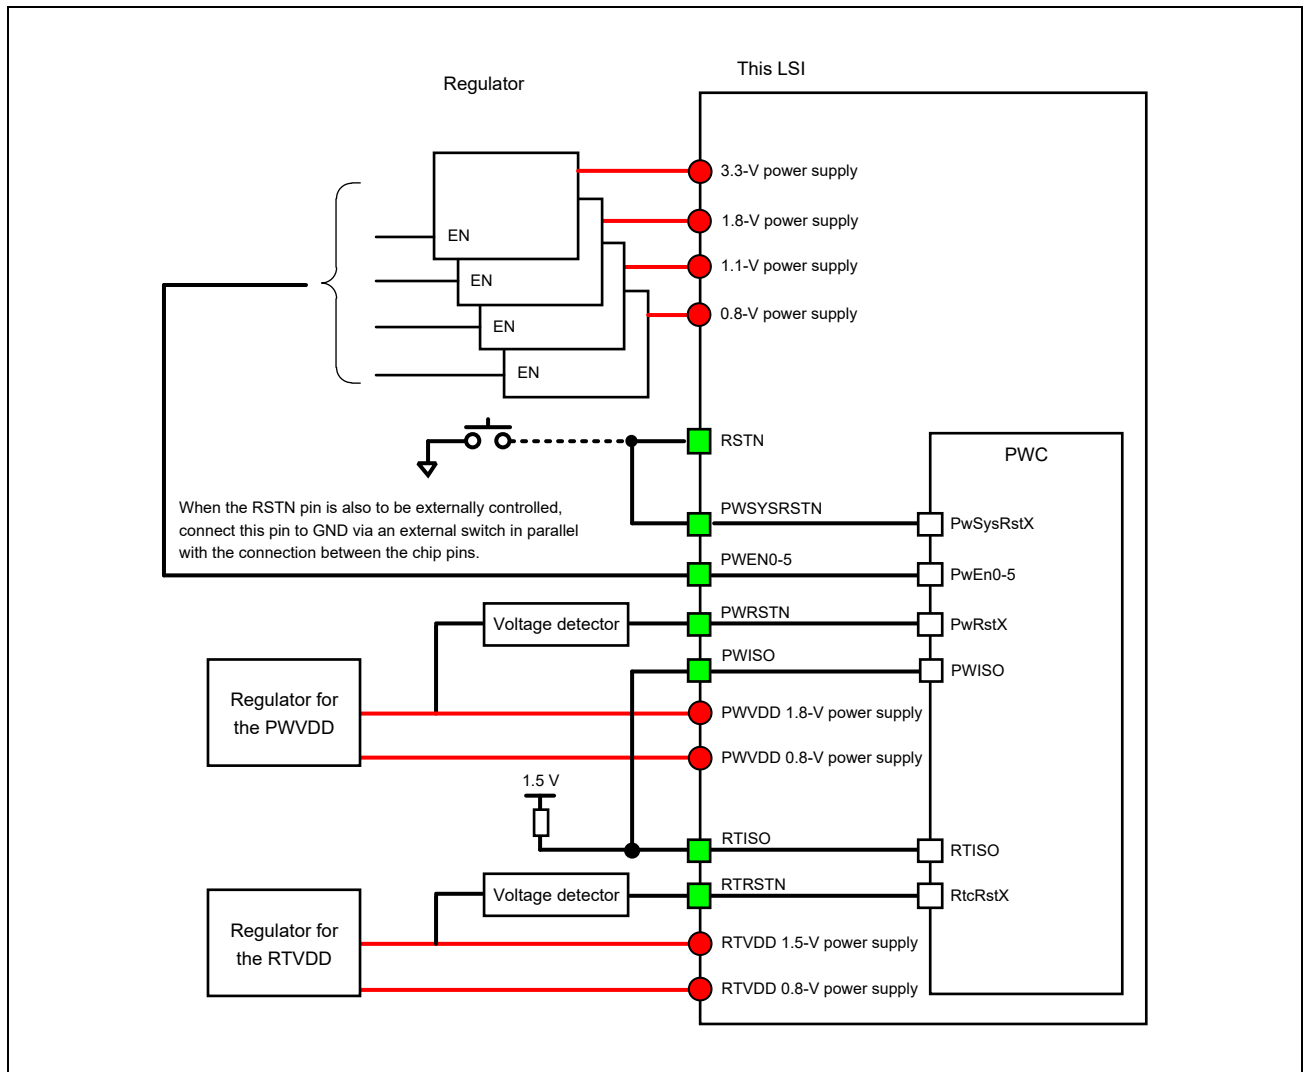 This LSI
Regulator
3.3-V power supply
1.8-V power supply
EN
1.1-V power supply
EN
0.8-V power supply
EN
EN
RSTN
PWC
When the RSTN pin is also to be externally controlled,
connect this pin to GND via an external switch in parallel
with the connection between the chip pins.
PWSYSRSTN
PwSysRstX
PWEN0-5
PwEn0-5
Voltage detector
PWRSTN
PwRstX
PWISO
PWISO
Regulator for
the PWVDD
PWVDD 1.8-V power supply
PWVDD 0.8-V power supply
1.5 V
RTISO
RTISO
Voltage detector
RTRSTN
RtcRstX
Regulator for
the RTVDD
RTVDD 1.5-V power supply
RTVDD 0.8-V power supply